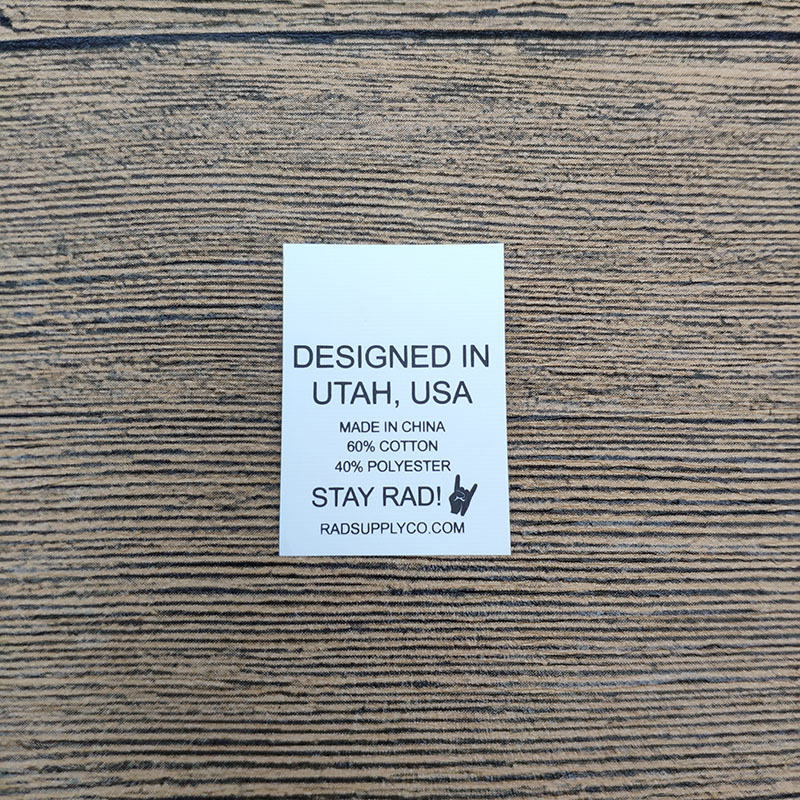 DESIGNED IN
UTAH, USA
MADE IN CHINA
60% COTTON
40% POLYESTER
STAY RAD!
RADSUPPLYCO.COM